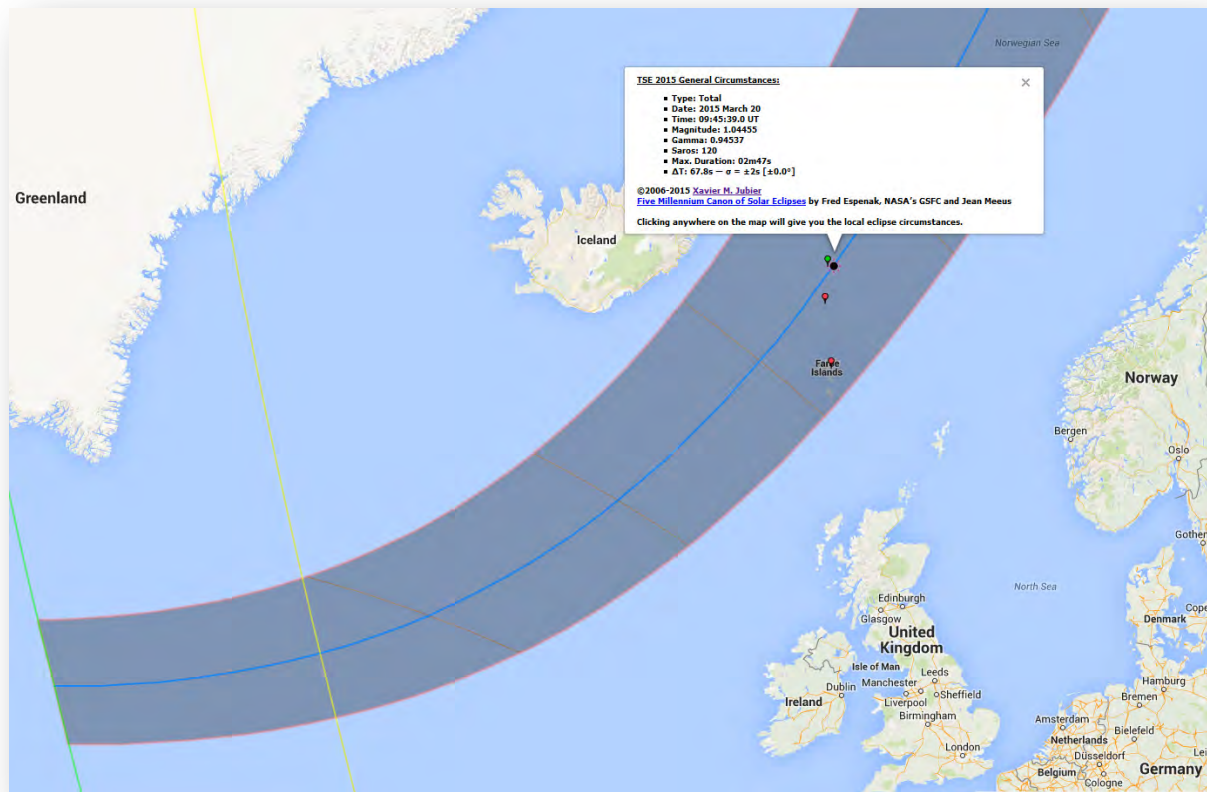 Norwegian Sea
TSE 2015 General Circumstances:
Type: Total
Date: 2015 March 20
Time: 09:45:39.0 UT
Magnitude: 1.04455
Gamma: 0.94537
Saros: 120
Max. Duration: 02m47s
ΔT: 67.8s — σ = ±2s [±0.0°]
©2006-2015 Xavier M. Jubier
Five Millennium Canon of Solar Eclipses by Fred Espenak, NASA's GSFC and Jean Meeus
Clicking anywhere on the map will give you the local eclipse circumstances.
Greenland
Iceland
Faroe
Islands
Norway
Bergen
Oslo
Gothen
North Sea
Edinburgh
Glasgow
United
Kingdom
Isle of Man
Denmark
Cope
Leeds
Manchester
Sheffield
Dublin
Liverpool
Ireland
Birmingham
Hamburg
Bremen
Amsterdam
Bielefeld
Netherlands
London
Düsseldorf
Lei
Belgium
Cologne
Germany